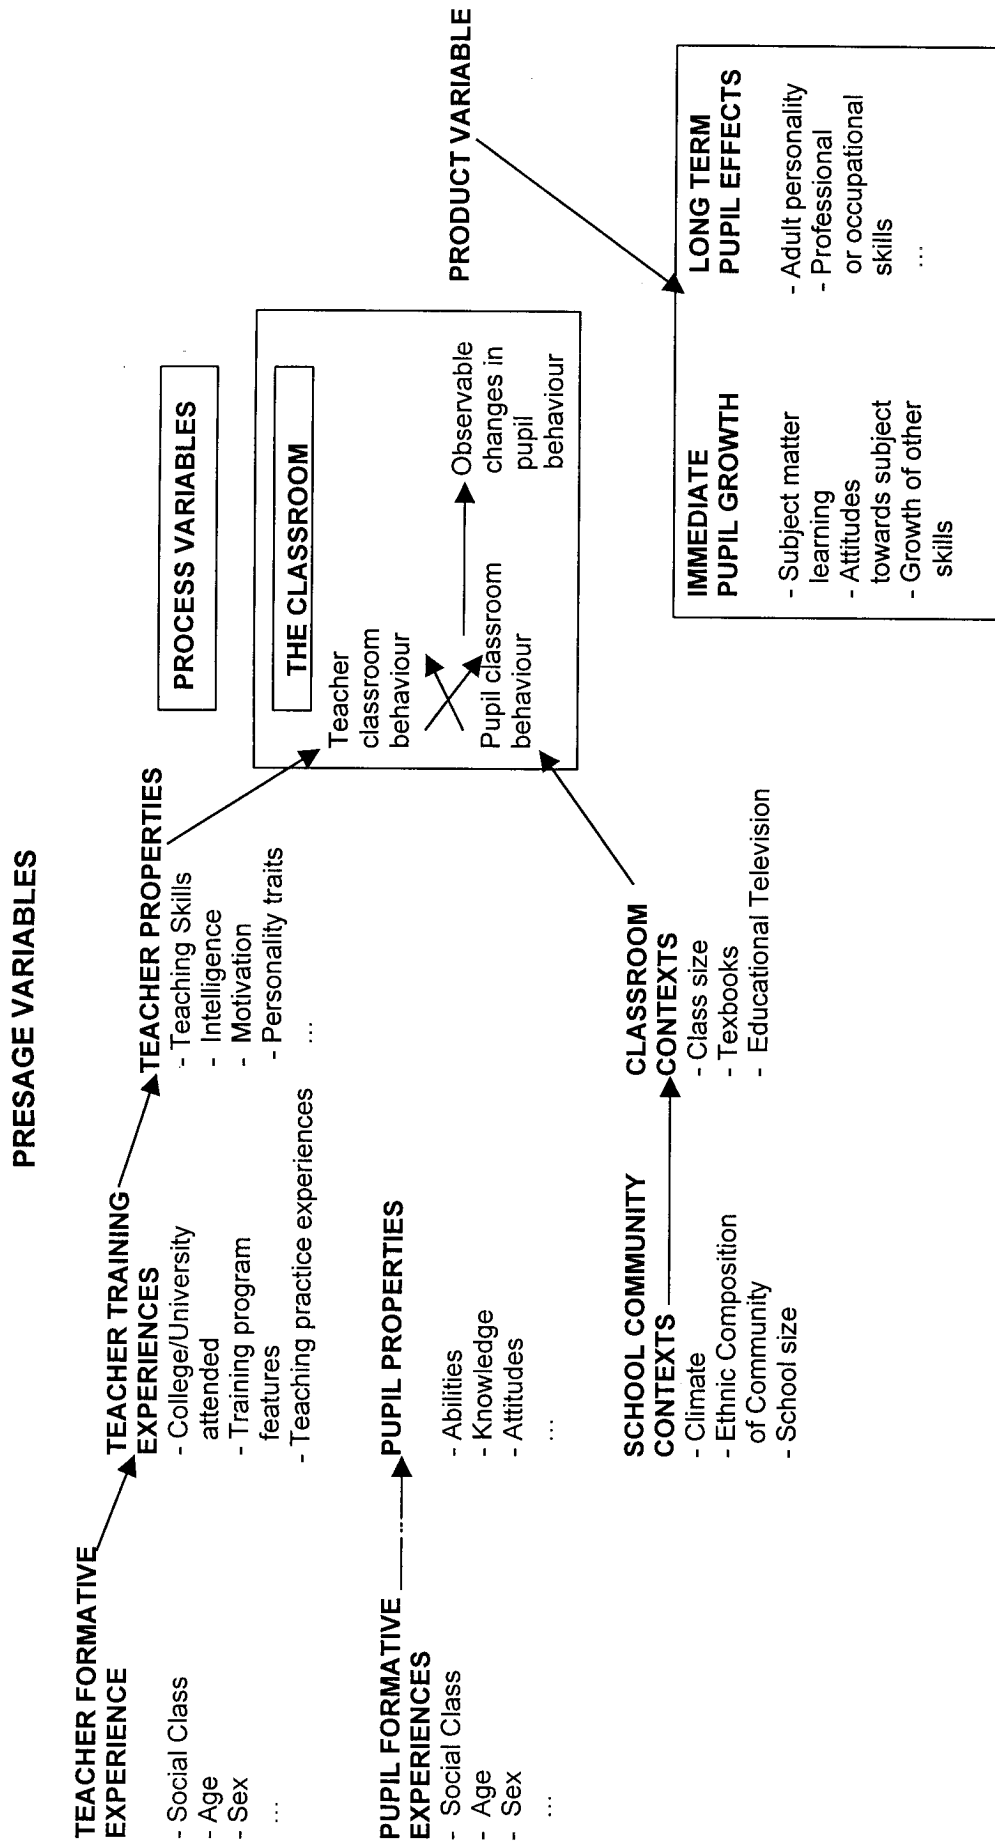 PRESAGE VARIABLES
TEACHER FORMATIVE
EXPERIENCE
- Social Class
- Age
- Sex
...
TEACHER TRAINING
EXPERIENCES
- College/University
attended
- Training program
features
- Teaching practice experiences
TEACHER PROPERTIES
- Teaching Skills
- Intelligence
- Motivation
- Personality traits
...
PUPIL FORMATIVE
EXPERIENCES
- Social Class
- Age
- Sex
...
PUPIL PROPERTIES
- Abilities
- Knowledge
- Attitudes
...
SCHOOL COMMUNITY
CONTEXTS
- Climate
- Ethnic Composition
of Community
- School size
CLASSROOM
CONTEXTS
- Class size
- Texbooks
- Educational Television
PROCESS VARIABLES
THE CLASSROOM
Teacher
classroom
behaviour
Pupil classroom
behaviour
Observable
changes in
pupil
behaviour
PRODUCT VARIABLE
IMMEDIATE
PUPIL GROWTH
- Subject matter
learning
- Attitudes
towards subject
- Growth of other
skills
LONG TERM
PUPIL EFFECTS
- Adult personality
- Professional
or occupational
skills
...